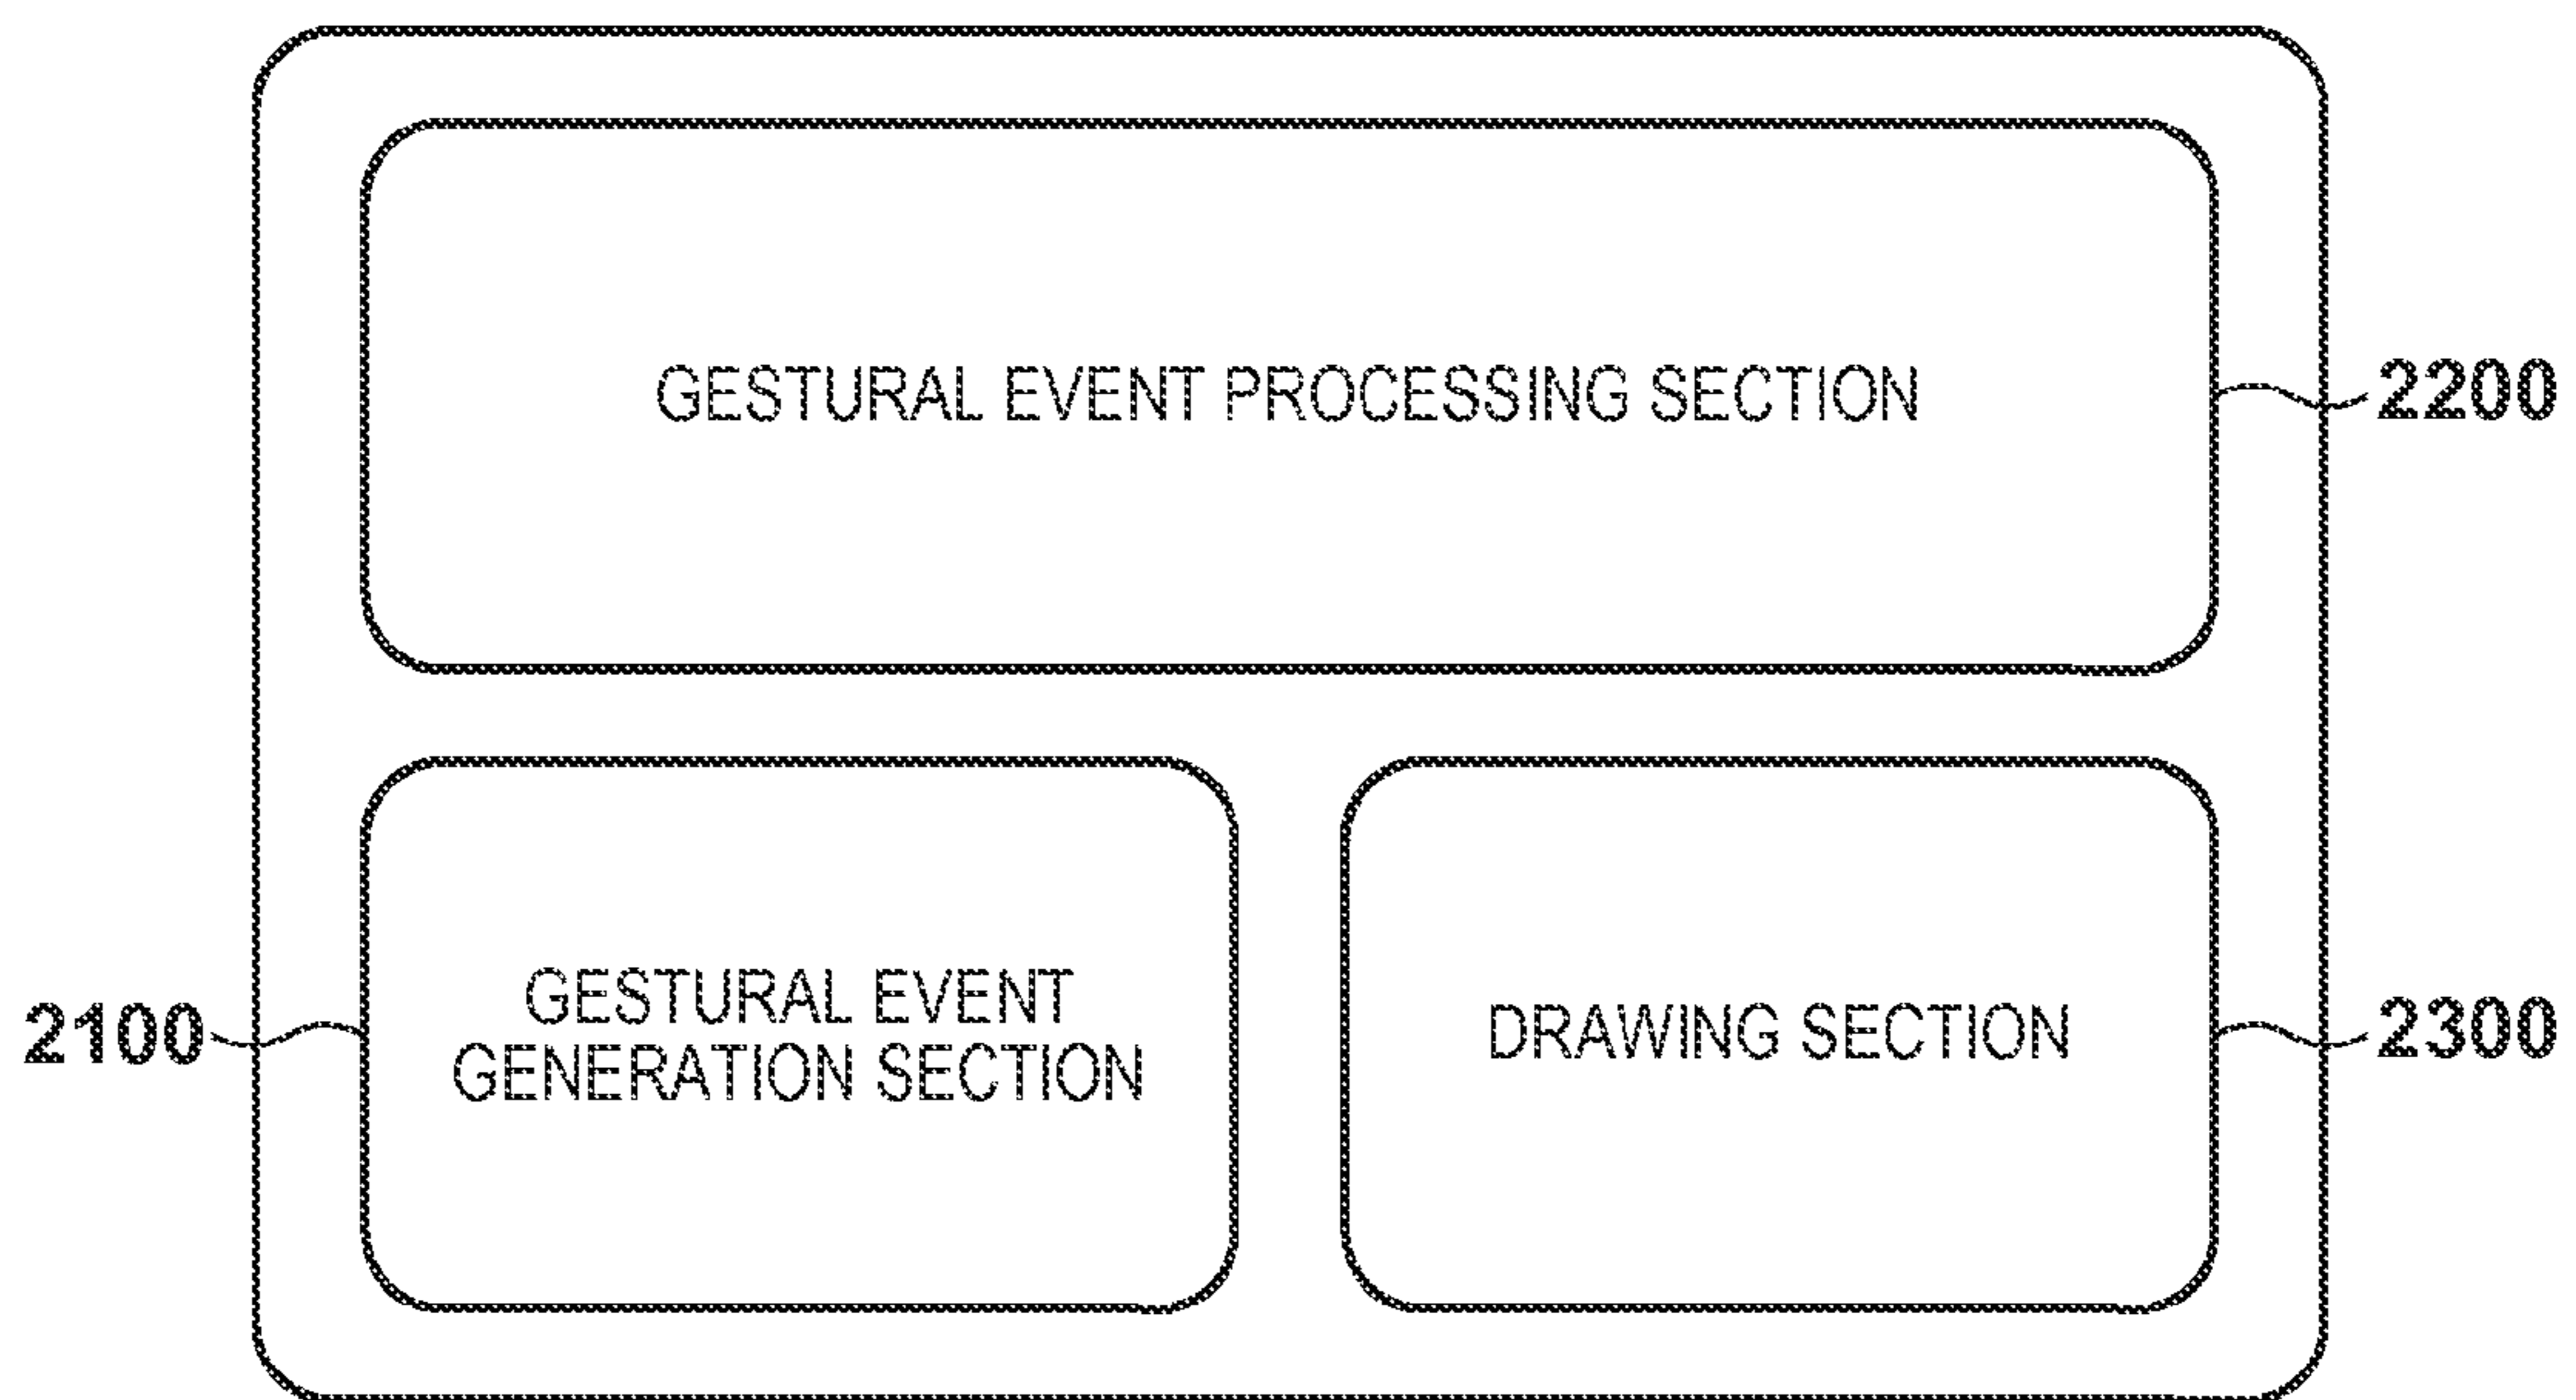 GESTURAL EVENT PROCESSING SECTION
2200
GESTURAL EVENT
GENERATION SECTION
2100
DRAWING SECTION
2300